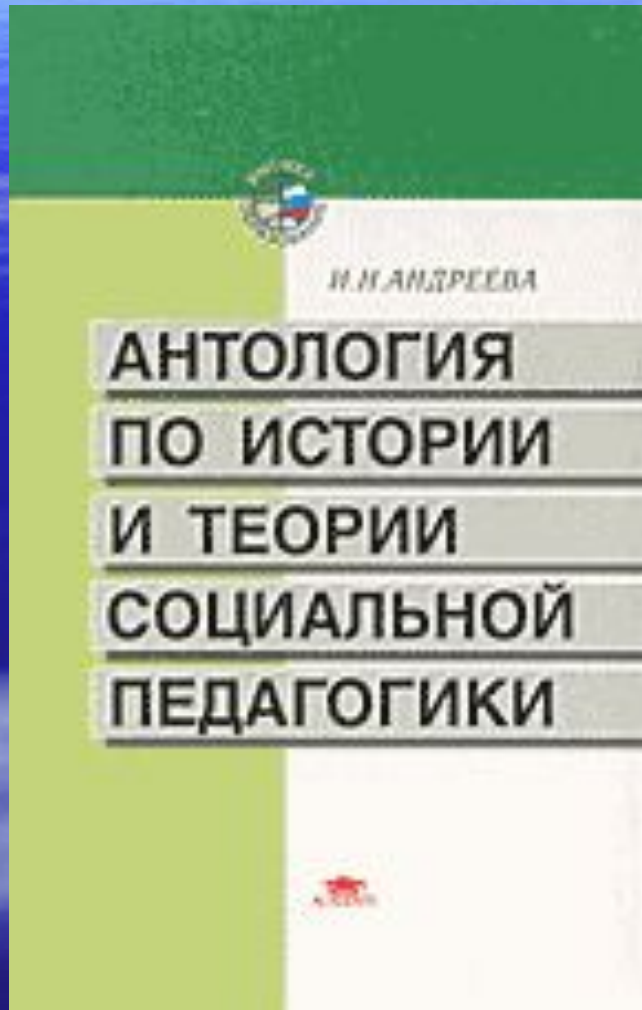 И.Н.АНДРЕЕВА
АНТОЛОГИЯ
ПО ИСТОРИИ
И ТЕОРИИ
СОЦИАЛЬНОЙ
ПЕДАГОГИКИ